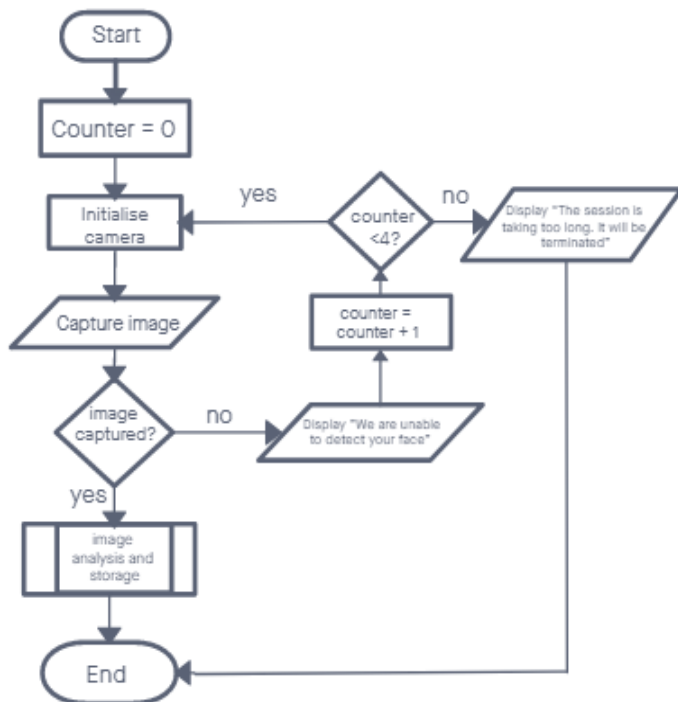 Start
Counter = 0
Initialise
camera
Capture image
image
captured?
yes
image
analysis and
storage
End
no
Display "We are unable
to detect your face"
counter =
counter + 1
counter
<4?
yes
no
Display "The session is
taking too long. It will be
terminated"